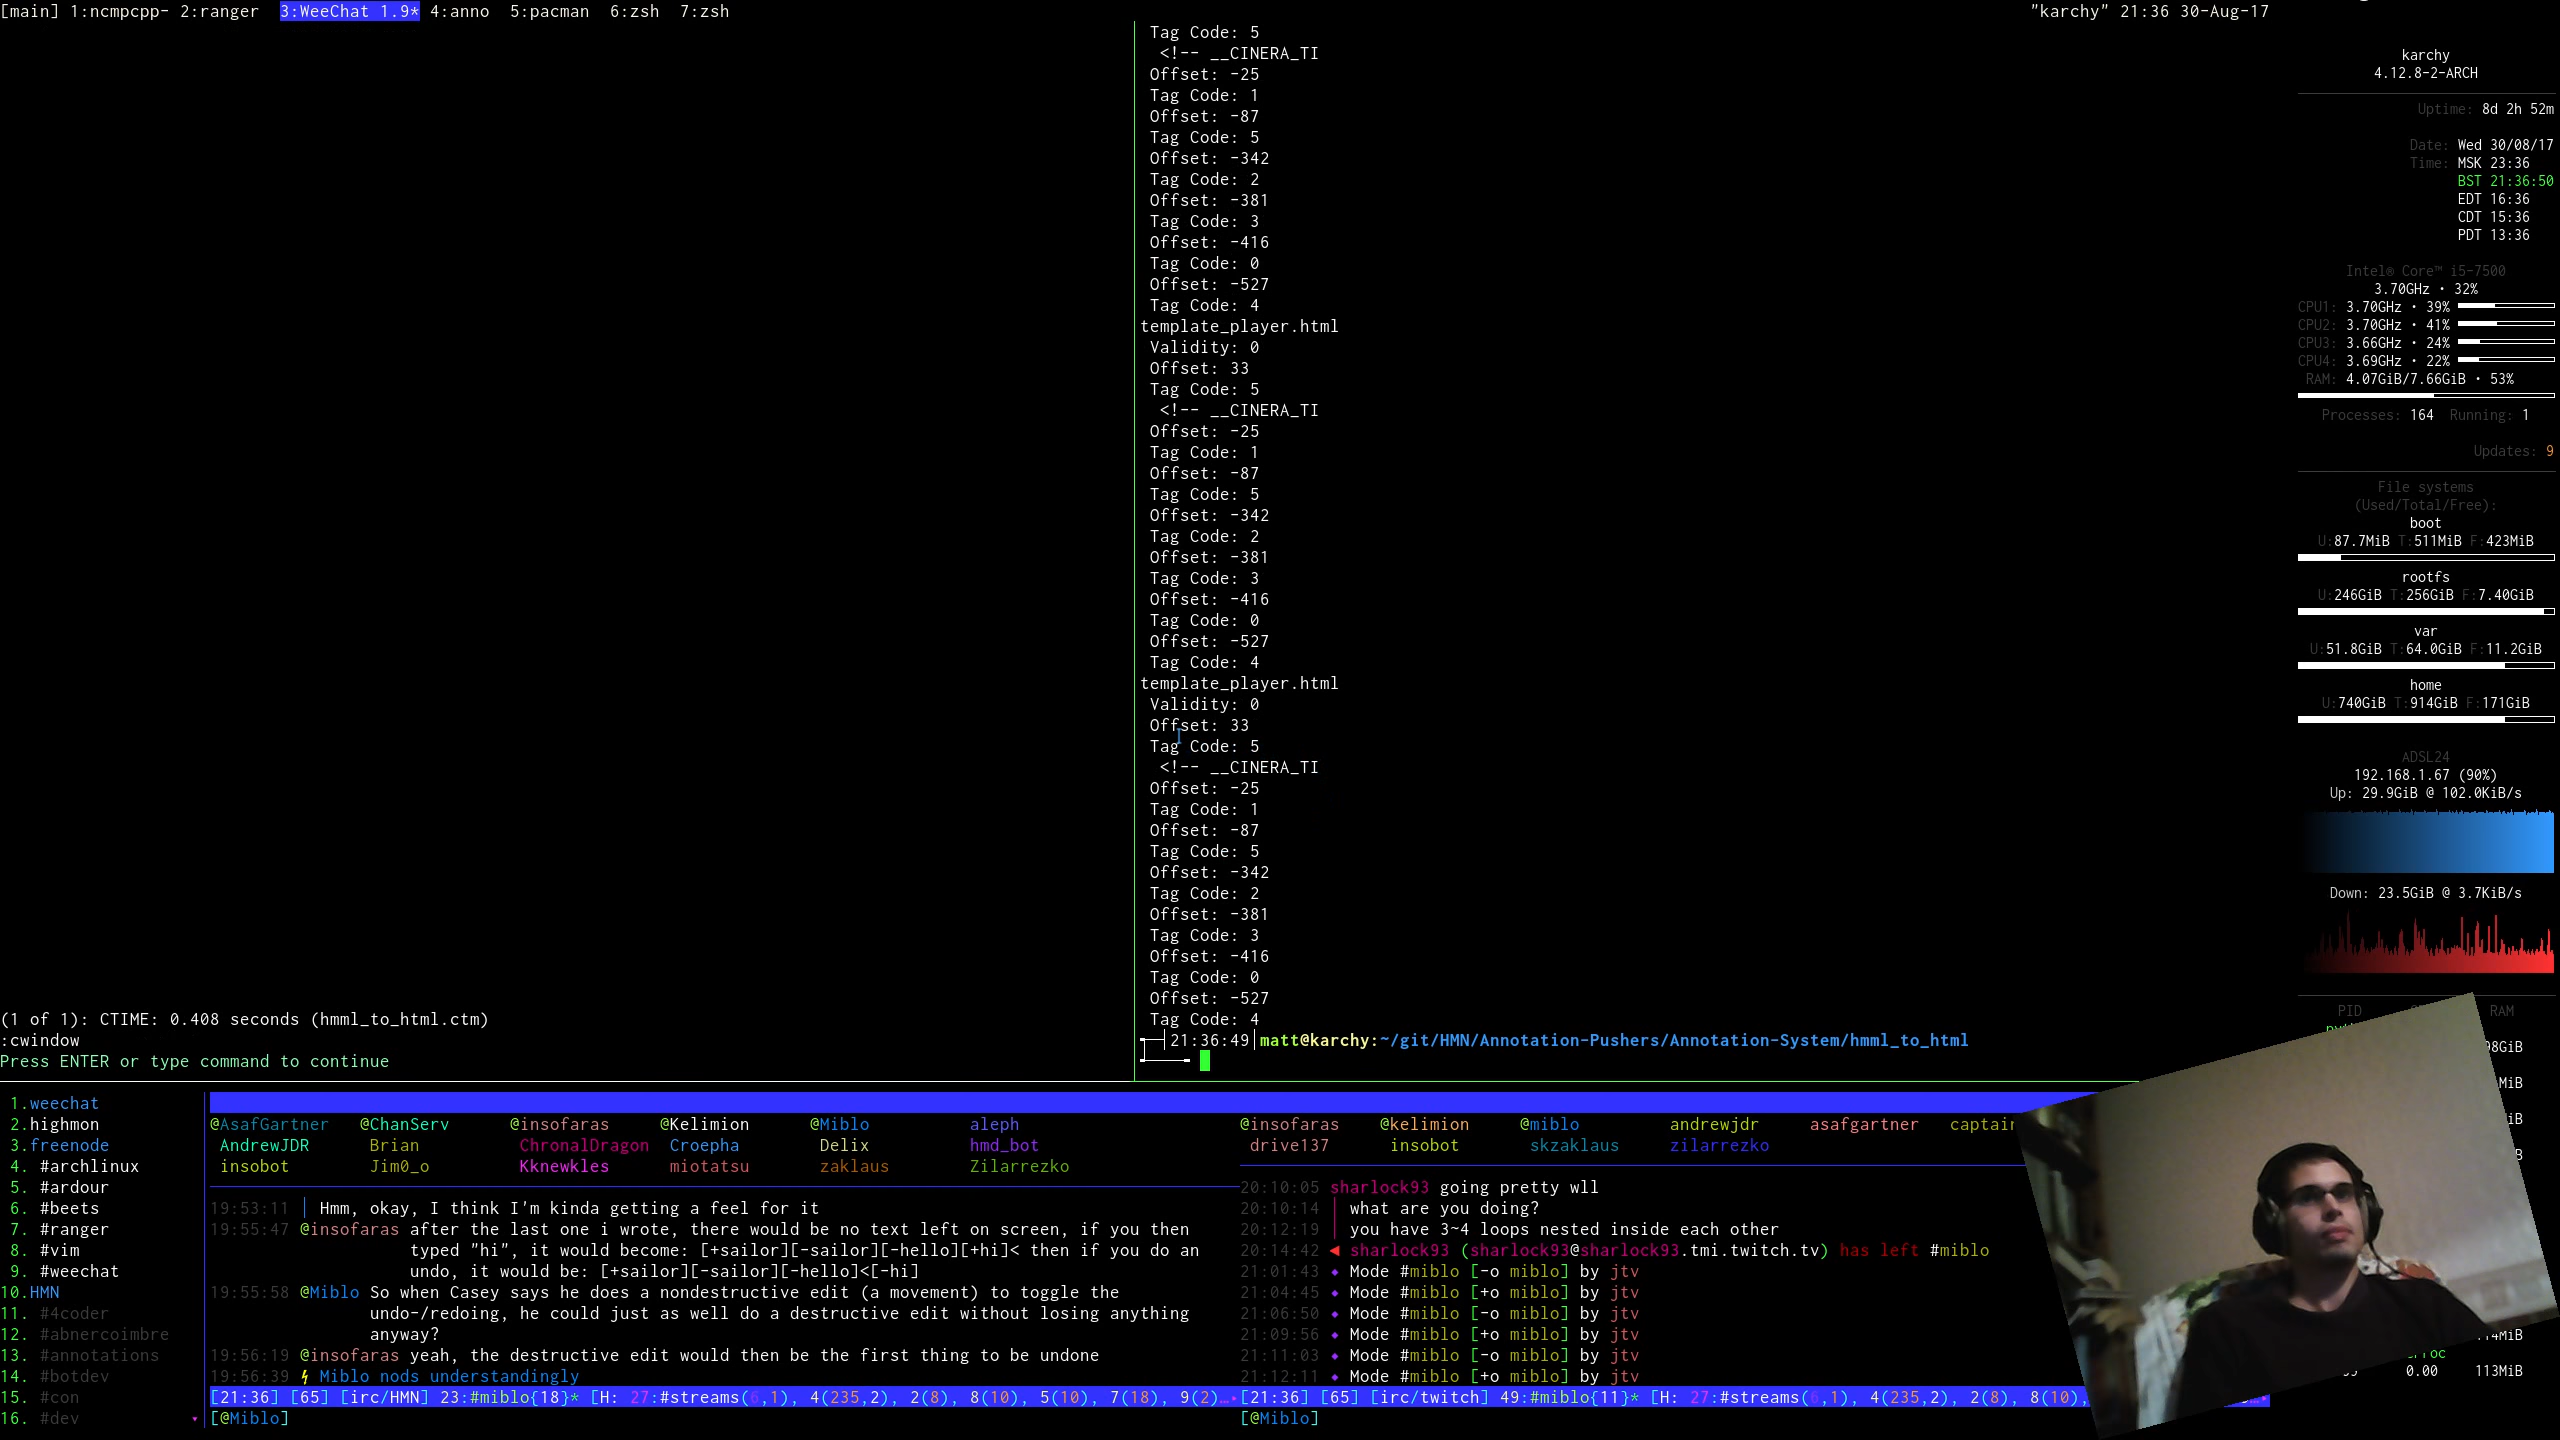 [main] 1:ncmpcpp- 2:ranger  3:WeeChat 1.9* 4:anno  5:pacman  6:zsh  7:zsh
"karchy" 21:36 30-Aug-17
Tag Code: 5
<!-- __CINERA_TI
Offset: -25
Tag Code: 1
Offset: -87
Tag Code: 5
Offset: -342
Tag Code: 2
Offset: -381
Tag Code: 3
Offset: -416
Tag Code: 0
Offset: -527
Tag Code: 4
template_player.html
Validity: 0
Offset: 33
Tag Code: 5
<!-- __CINERA_TI
Offset: -25
Tag Code: 1
Offset: -87
Tag Code: 5
Offset: -342
Tag Code: 2
Offset: -381
Tag Code: 3
Offset: -416
Tag Code: 0
Offset: -527
Tag Code: 4
template_player.html
Validity: 0
Offset: 33
Tag Code: 5
<!-- __CINERA_TI
Offset: -25
Tag Code: 1
Offset: -87
Tag Code: 5
Offset: -342
Tag Code: 2
Offset: -381
Tag Code: 3
Offset: -416
Tag Code: 0
Offset: -527
Tag Code: 4
21:36:49 matt@karchy:~/git/HMN/Annotation-Pushers/Annotation-System/hmml_to_html
(1 of 1): CTIME: 0.408 seconds (hmml_to_html.ctm)
:cwindow
Press ENTER or type command to continue
karchy
4.12.8-2-ARCH
Uptime: 8d 2h 52m
Date: Wed 30/08/17
Time: MSK 23:36
BST 21:36:50
EDT 16:36
CDT 15:36
PDT 13:36
Intel® Core™ i5-7500
3.70GHz • 32%
CPU1: 3.70GHz • 39%
CPU2: 3.70GHz • 41%
CPU3: 3.66GHz • 24%
CPU4: 3.69GHz • 22%
RAM: 4.07GiB/7.66GiB • 53%
Processes: 164  Running: 1
Updates: 9
File systems
(Used/Total/Free):
boot
U:87.7MiB T:511MiB F:423MiB
rootfs
U:246GiB T:256GiB F:7.40GiB
var
U:51.8GiB T:64.0GiB F:11.2GiB
home
U:740GiB T:914GiB F:171GiB
ADSL24
192.168.1.67 (90%)
Up: 29.9GiB @ 102.0KiB/s
Down: 23.5GiB @ 3.7KiB/s
PID RAM
0.00 113MiB
1.weechat
2.highmon
3.freenode
4. #archlinux
5. #ardour
6. #beets
7. #ranger
8. #vim
9. #weechat
10.HMN
11. #4coder
12. #abnercoimbre
13. #annotations
14. #botdev
15. #con
16. #dev
@AsafGartner @ChanServ @insofaras @Kelimion @Miblo aleph
AndrewJDR Brian ChronalDragon Croepha Delix hmd_bot
insobot Jim0_o Kknewkles miotatsu zaklaus Zilarrezko
19:53:11 Hmm, okay, I think I'm kinda getting a feel for it
19:55:47 @insofaras after the last one i wrote, there would be no text left on screen, if you then
typed "hi", it would become: [+sailor][-sailor][-hello][+hi]< then if you do an
undo, it would be: [+sailor][-sailor][-hello]<[-hi]
19:55:58 @Miblo So when Casey says he does a nondestructive edit (a movement) to toggle the
undo-/redoing, he could just as well do a destructive edit without losing anything
anyway?
19:56:19 @insofaras yeah, the destructive edit would then be the first thing to be undone
19:56:39 Miblo nods understandingly
[21:36] [65] [irc/HMN] 23:#miblo{18}* [H: 27:#streams(6,1), 4(235,2), 2(8), 8(10), 5(10), 7(18), 9(2)…
[@Miblo]
@insofaras @kelimion @miblo andrewjdr asafgartner captain
drive137 insobot skzaklaus zilarrezko
20:10:05 sharlock93 going pretty wll
20:10:14 what are you doing?
20:12:19 you have 3~4 loops nested inside each other
20:14:42 ◀ sharlock93 (sharlock93@sharlock93.tmi.twitch.tv) has left #miblo
21:01:43 Mode #miblo [-o miblo] by jtv
21:04:45 Mode #miblo [+o miblo] by jtv
21:06:50 Mode #miblo [-o miblo] by jtv
21:09:56 Mode #miblo [+o miblo] by jtv
21:11:03 Mode #miblo [-o miblo] by jtv
21:12:11 Mode #miblo [+o miblo] by jtv
[21:36] [65] [irc/twitch] 49:#miblo{11}* [H: 27:#streams(6,1), 4(235,2), 2(8), 8(10),
[@Miblo]